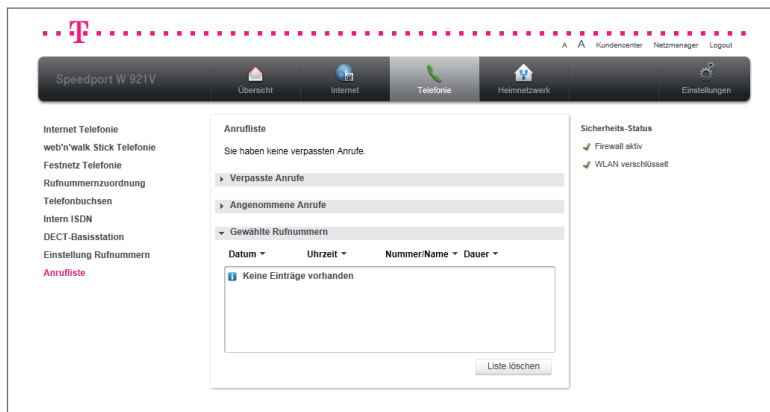 T
A A Kundencenter Netzmanager Logout
Speedport W 921V
Übersicht Internet Telefonie Heimnetzwerk Einstellungen
Internet Telefonie
web'n'walk Stick Telefonie
Festnetz Telefonie
Rufnummernzuordnung
Telefonbuchsen
Intern ISDN
DECT-Basisstation
Einstellung Rufnummern
Anrufliste
Anrufliste
Sie haben keine verpassten Anrufe.
Verpasste Anrufe
Angenommene Anrufe
Gewählte Rufnummern
Datum Uhrzeit Nummer/Name Dauer
Keine Einträge vorhanden
Liste löschen
Sicherheits-Status
Firewall aktiv
WLAN verschlüsselt